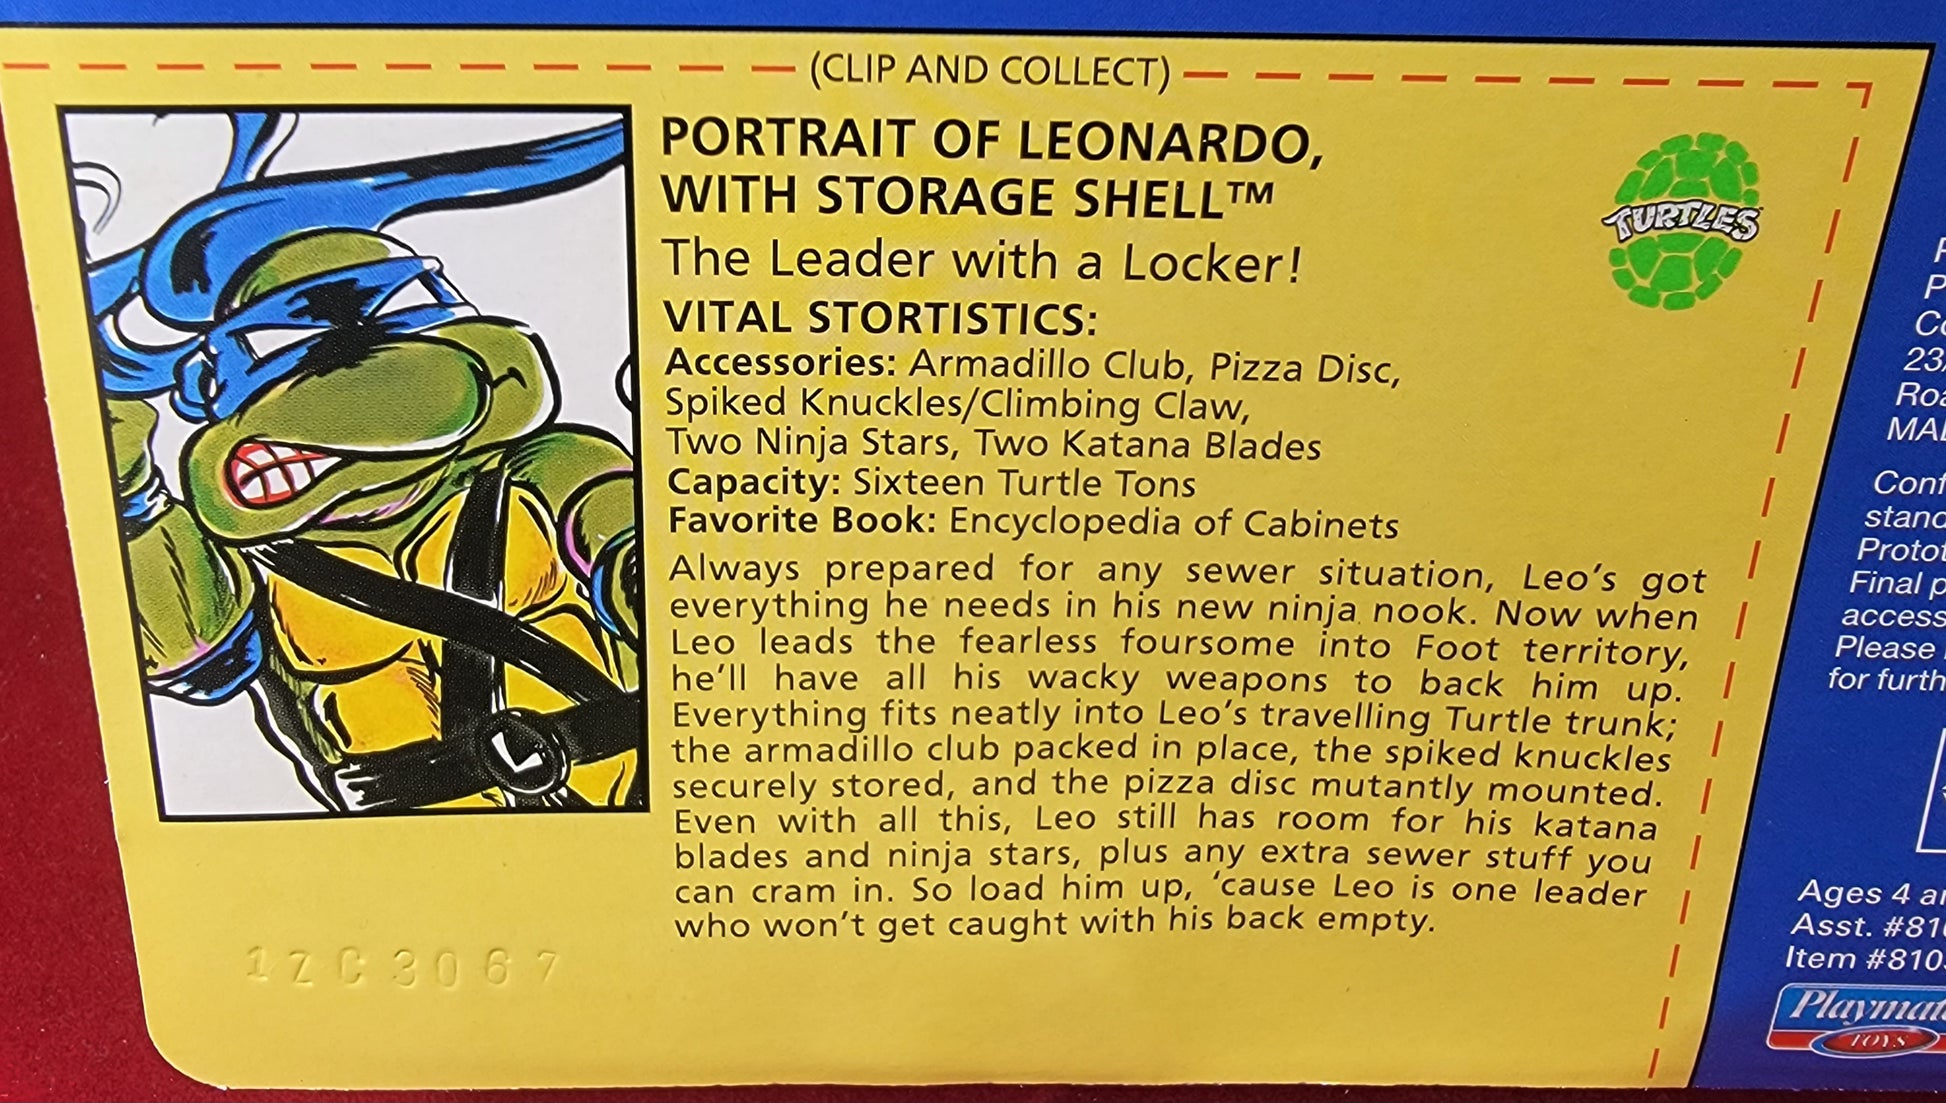 (CLIP AND COLLECT)
PORTRAIT OF LEONARDO,
WITH STORAGE SHELL™
The Leader with a Locker!
VITAL STORTISTICS:
Accessories: Armadillo Club, Pizza Disc,
Spiked Knuckles/Climbing Claw,
Two Ninja Stars, Two Katana Blades
Capacity: Sixteen Turtle Tons
Favorite Book: Encyclopedia of Cabinets
Always prepared for any sewer situation, Leo's got
everything he needs in his new ninja nook. Now when
Leo leads the fearless foursome into Foot territory,
he'll have all his wacky weapons to back him up.
Everything fits neatly into Leo's travelling Turtle trunk;
the armadillo club packed in place, the spiked knuckles
securely stored, and the pizza disc mutantly mounted.
Even with all this, Leo still has room for his katana
blades and ninja stars, plus any extra sewer stuff you
can cram in. So load him up, 'cause Leo is one leader
who won't get caught with his back empty.
TURTLES
L
1ZC3067
23/
Please
for furth
Ages 4 a
Asst. #81
Item #810
Playmat
TOYS